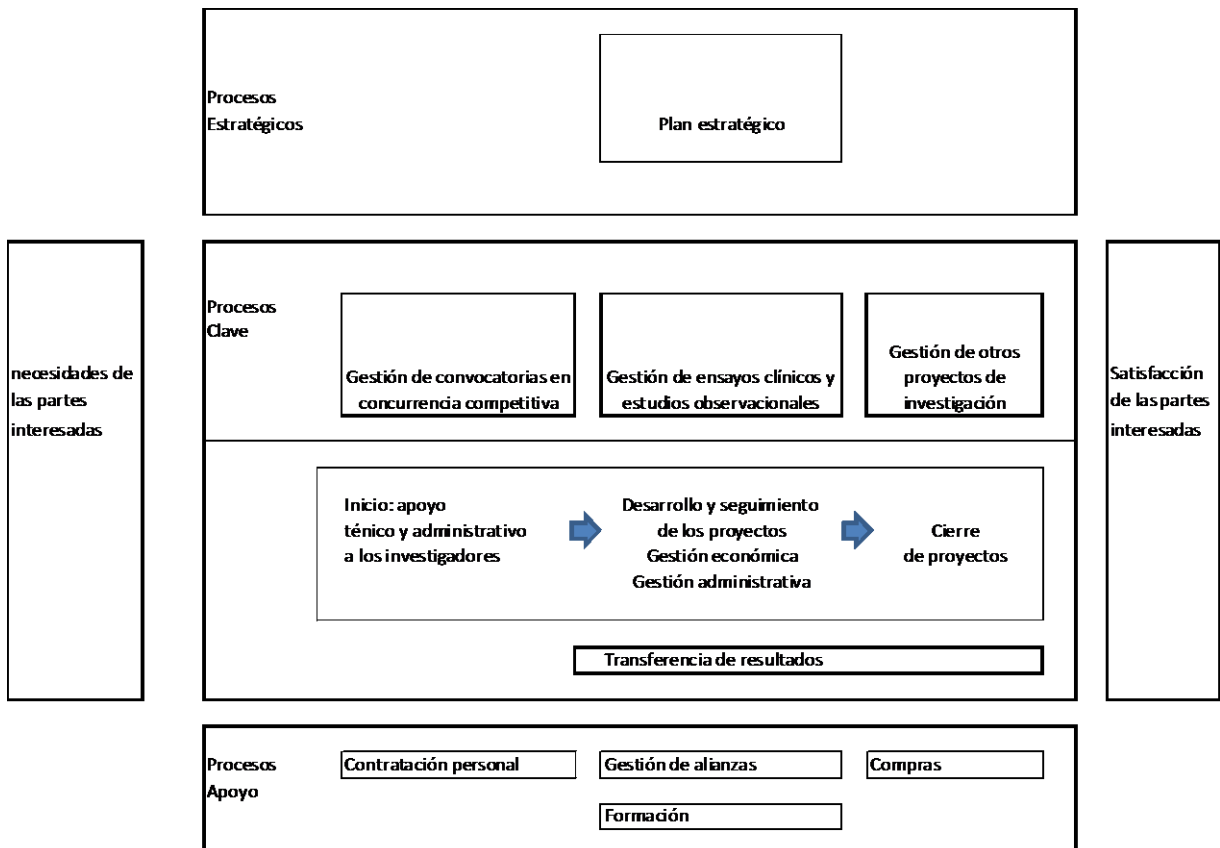 Procesos
Estratégicos
Plan estratégico
necesidades de
las partes
interesadas
Procesos
Clave
Gestión de convocatorias en
concurrencia competitiva
Gestión de ensayos clínicos y
estudios observacionales
Gestión de otros
proyectos de
investigación
Inicio: apoyo
ténico y administrativo
a los investigadores
Desarrollo y seguimiento
de los proyectos
Gestión económica
Gestión administrativa
Cierre
de proyectos
Transferencia de resultados
Satisfacción
de las partes
interesadas
Procesos
Apoyo
Contratación personal
Gestión de alianzas
Compras
Formación